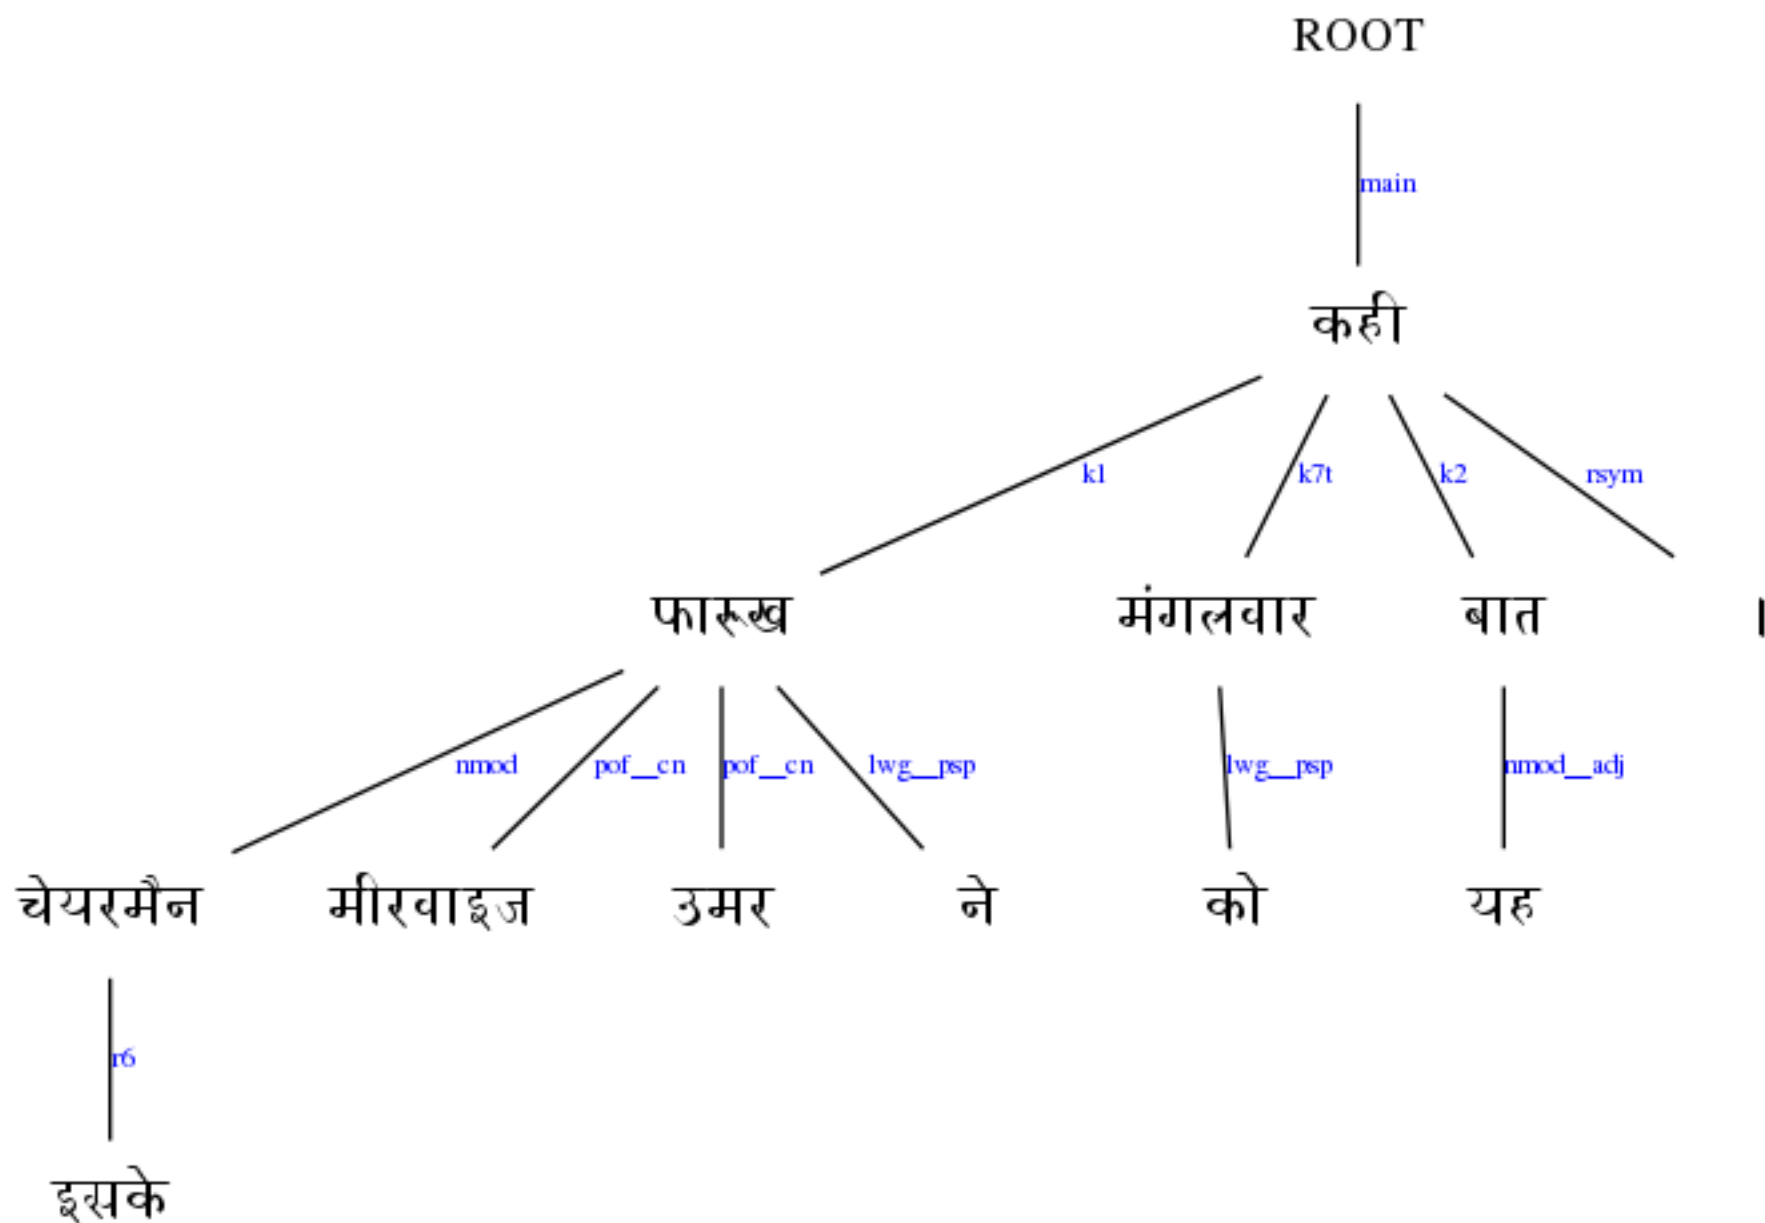 ROOT
main
कही
k1 k7t k2 rsym
फारूख मंगलवार बात ।
nmod pof__cn pof__cn lwg__psp lwg__psp nmod__adj
चेयरमैन मीरवाइज उमर ने को यह
r6
इसके